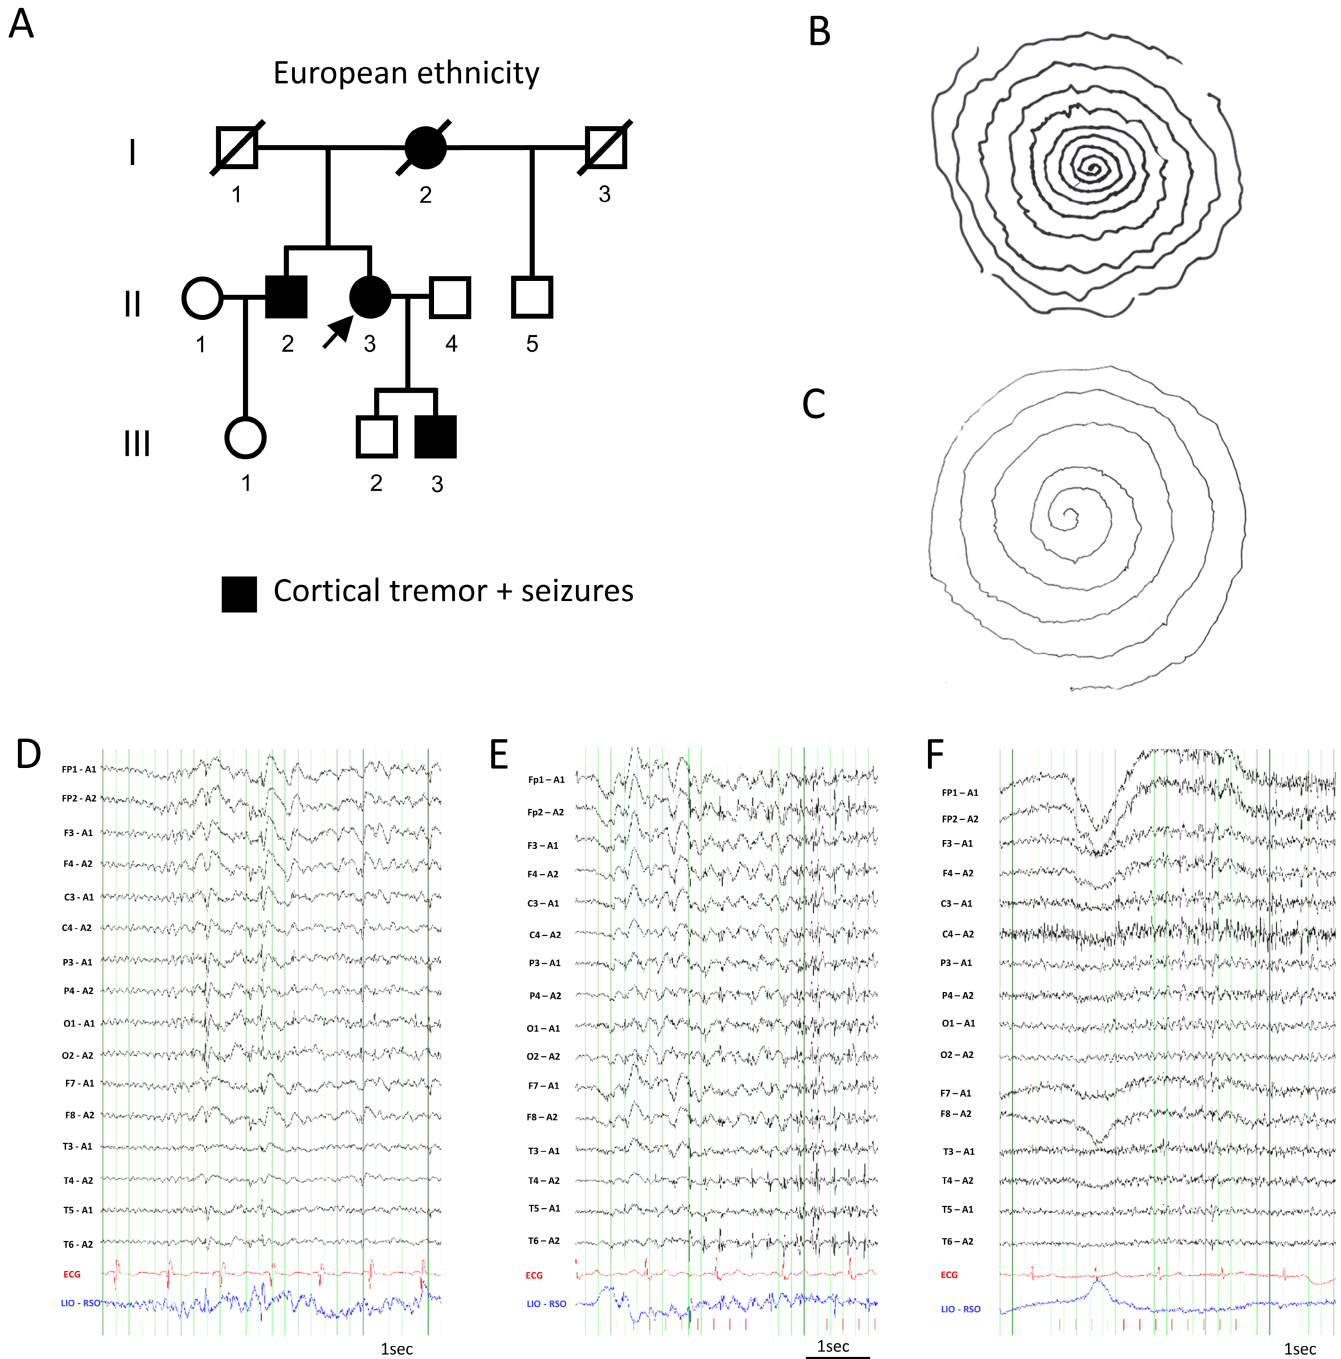 A
European ethnicity
I
1
2
3
II
1
2
3
4
5
III
1
2
3
Cortical tremor + seizures
B
C
D
FP1 - A1
FP2 - A2
F3 - A1
F4 - A2
C3 - A1
C4 - A2
P3 - A1
P4 - A2
O1 - A1
O2 - A2
F7 - A1
F8 - A2
T3 - A1
T4 - A2
T5 - A1
T6 - A2
ECG
LIO - RSO
1sec
E
Fp1 – A1
Fp2 – A2
F3 – A1
F4 – A2
C3 – A1
C4 – A2
P3 – A1
P4 – A2
O1 – A1
O2 – A2
F7 – A1
F8 – A2
T3 – A1
T4 – A2
T5 – A1
T6 – A2
ECG
LIO - RSO
1sec
F
FP1 – A1
FP2 – A2
F3 – A1
F4 – A2
C3 – A1
C4 – A2
P3 – A1
P4 – A2
O1 – A1
O2 – A2
F7 – A1
F8 – A2
T3 – A1
T4 – A2
T5 – A1
T6 – A2
ECG
LIO - RSO
1sec